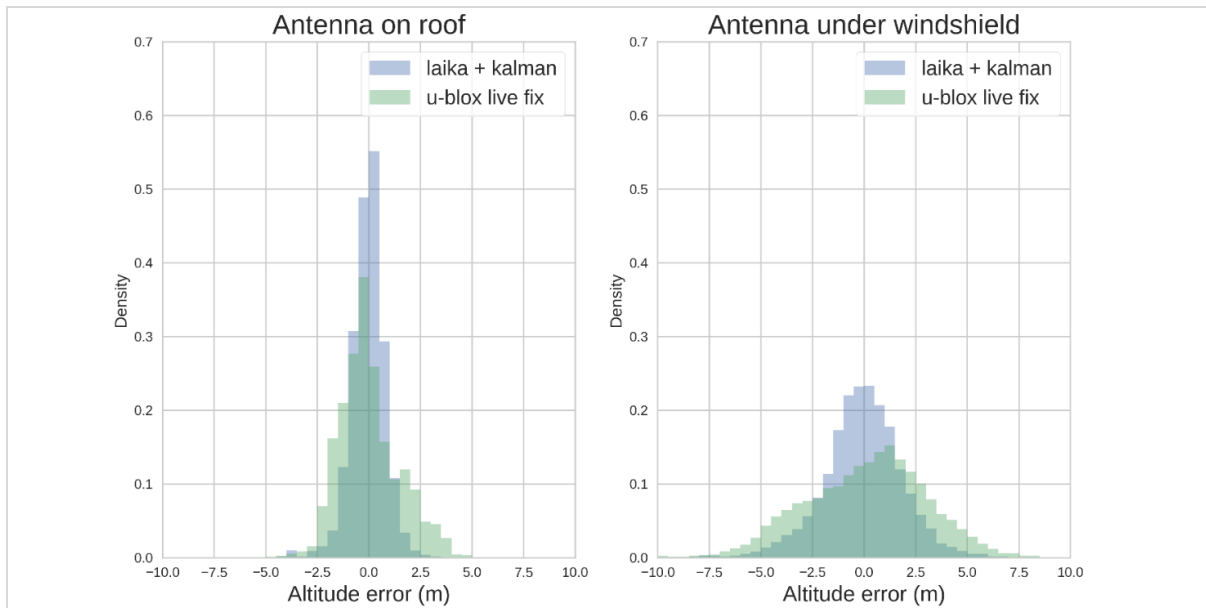 Antenna on roof
laika + kalman
u-blox live fix
0.7
0.6
0.5
0.4
0.3
0.2
0.1
0.0
Density
−10.0 −7.5 −5.0 −2.5 0.0 2.5 5.0 7.5 10.0
Altitude error (m)
Antenna under windshield
laika + kalman
u-blox live fix
0.7
0.6
0.5
0.4
0.3
0.2
0.1
0.0
Density
−10.0 −7.5 −5.0 −2.5 0.0 2.5 5.0 7.5 10.0
Altitude error (m)